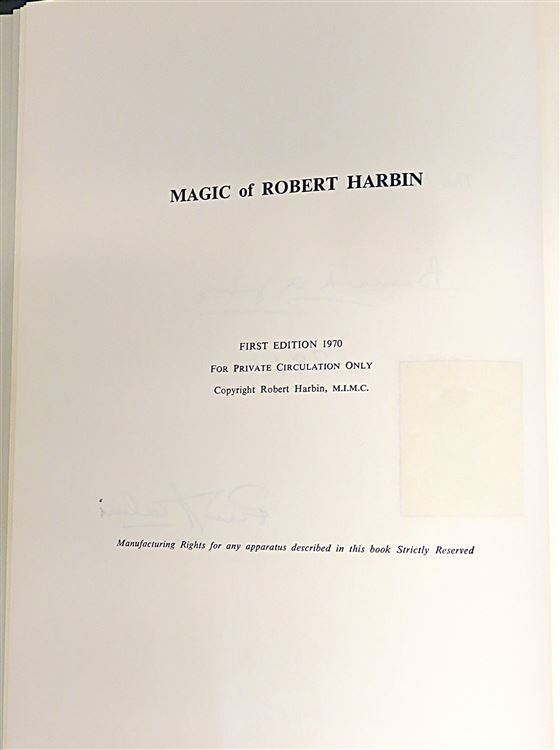 MAGIC of ROBERT HARBIN
FIRST EDITION 1970
FOR PRIVATE CIRCULATION ONLY
Copyright Robert Harbin, M.I.M.C.
Manufacturing Rights for any apparatus described in this book Strictly Reserved